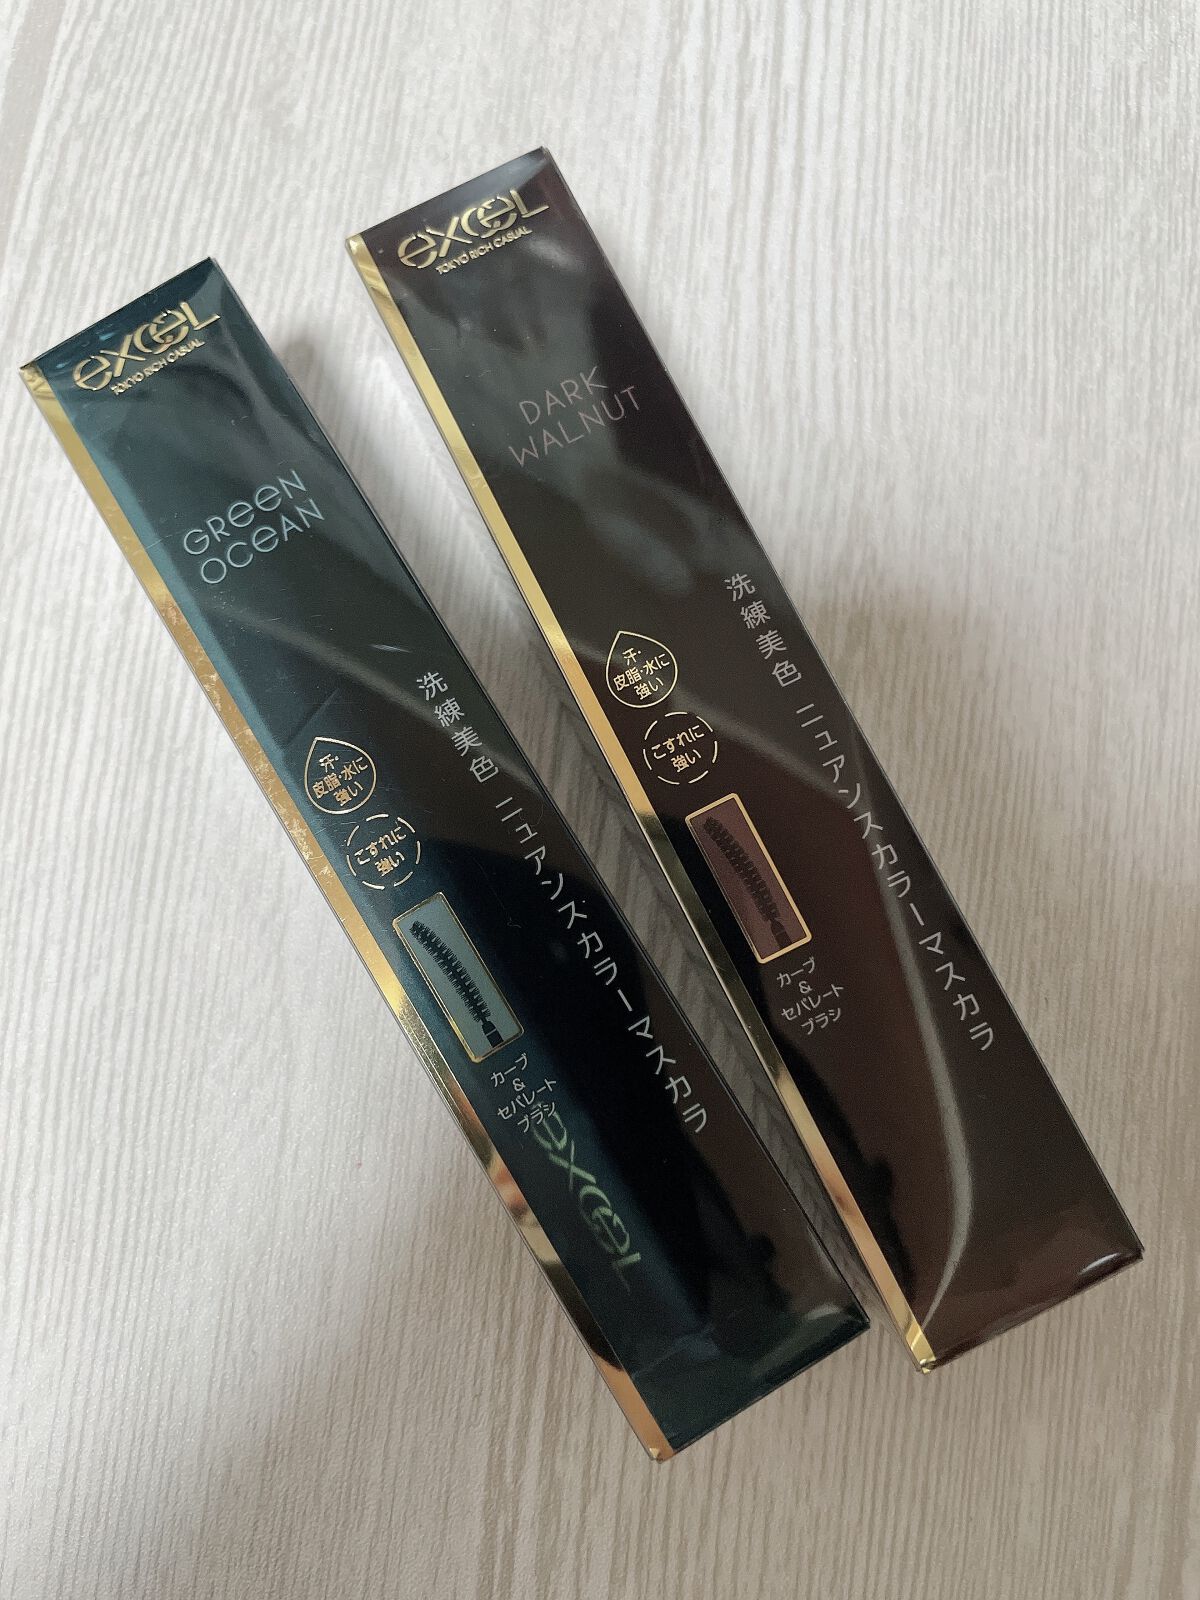 excel
TOKYO RICH CASUAL
GReeN
OCeAN
洗練美色 ニュアンスカラーマスカラ
汗・
皮脂・水に
強い
こすれに
強い
カーブ
&
セパレート
ブラシ
excel
excel
TOKYO RICH CASUAL
DARK
WALNUT
洗練美色 ニュアンスカラーマスカラ
汗・
皮脂・水に
強い
こすれに
強い
カーブ
&
セパレート
ブラシ